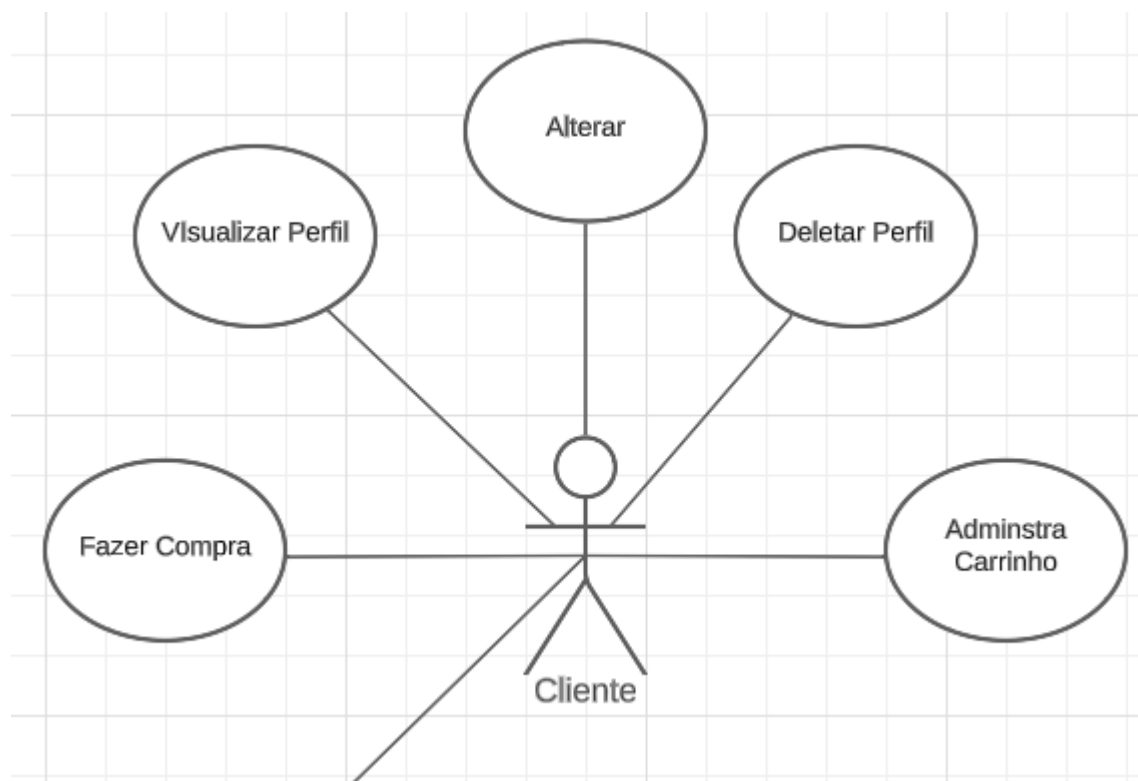 Alterar
VIsualizar Perfil
Deletar Perfil
Fazer Compra
Adminstra
Carrinho
Cliente